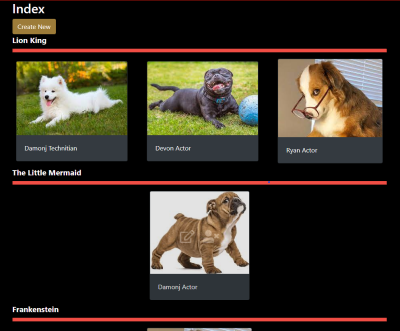 Index
Create New
Lion King
Damonj Technitian
Devon Actor
Ryan Actor
The Little Mermaid
Damonj Actor
Frankenstein